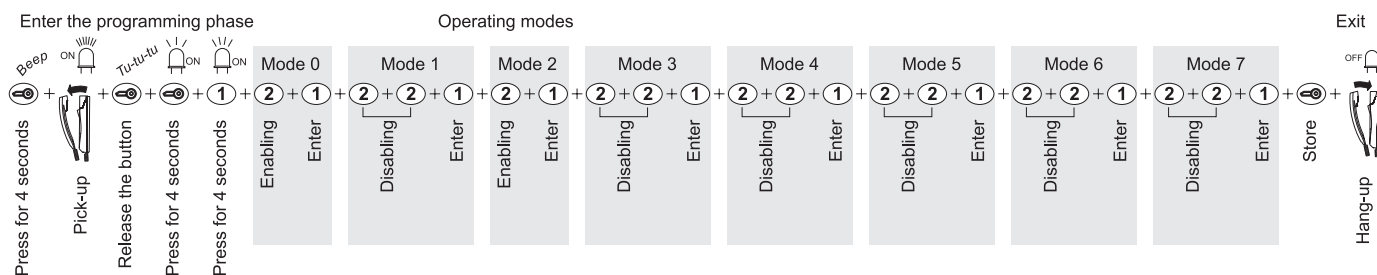 Enter the programming phase
Operating modes
Exit
Beep
ON
Tu-tu-tu
ON
ON
OFF
Mode 0
Mode 1
Mode 2
Mode 3
Mode 4
Mode 5
Mode 6
Mode 7
+ + + + 1 + 2 + 1 + 2 + 2 + 1 + 2 + 1 + 2 + 2 + 1 + 2 + 2 + 1 + 2 + 2 + 1 + 2 + 2 + 1 + 2 + 2 + 1 + +
Press for 4 seconds
Pick-up
Release the button
Press for 4 seconds
Press for 4 seconds
Enabling
Enter
Disabling
Enter
Enabling
Enter
Disabling
Enter
Disabling
Enter
Disabling
Enter
Disabling
Enter
Disabling
Enter
Store
Hang-up